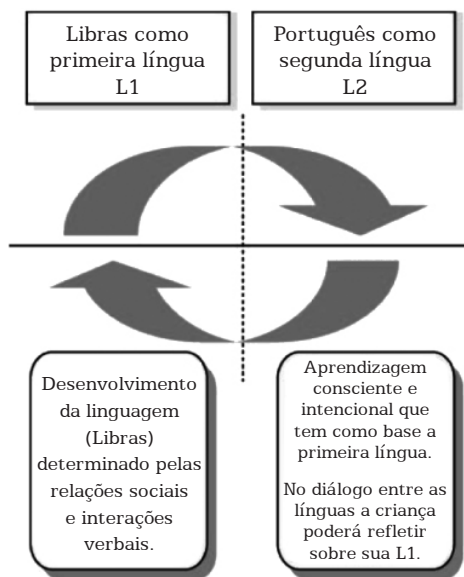 Libras como
primeira língua
L1
Português como
segunda língua
L2
Desenvolvimento
da linguagem
(Libras)
determinado pelas
relações sociais
e interações
verbais.
Aprendizagem
consciente e
intencional que
tem como base a
primeira língua.
No diálogo entre as
línguas a criança
poderá refletir
sobre sua L1.